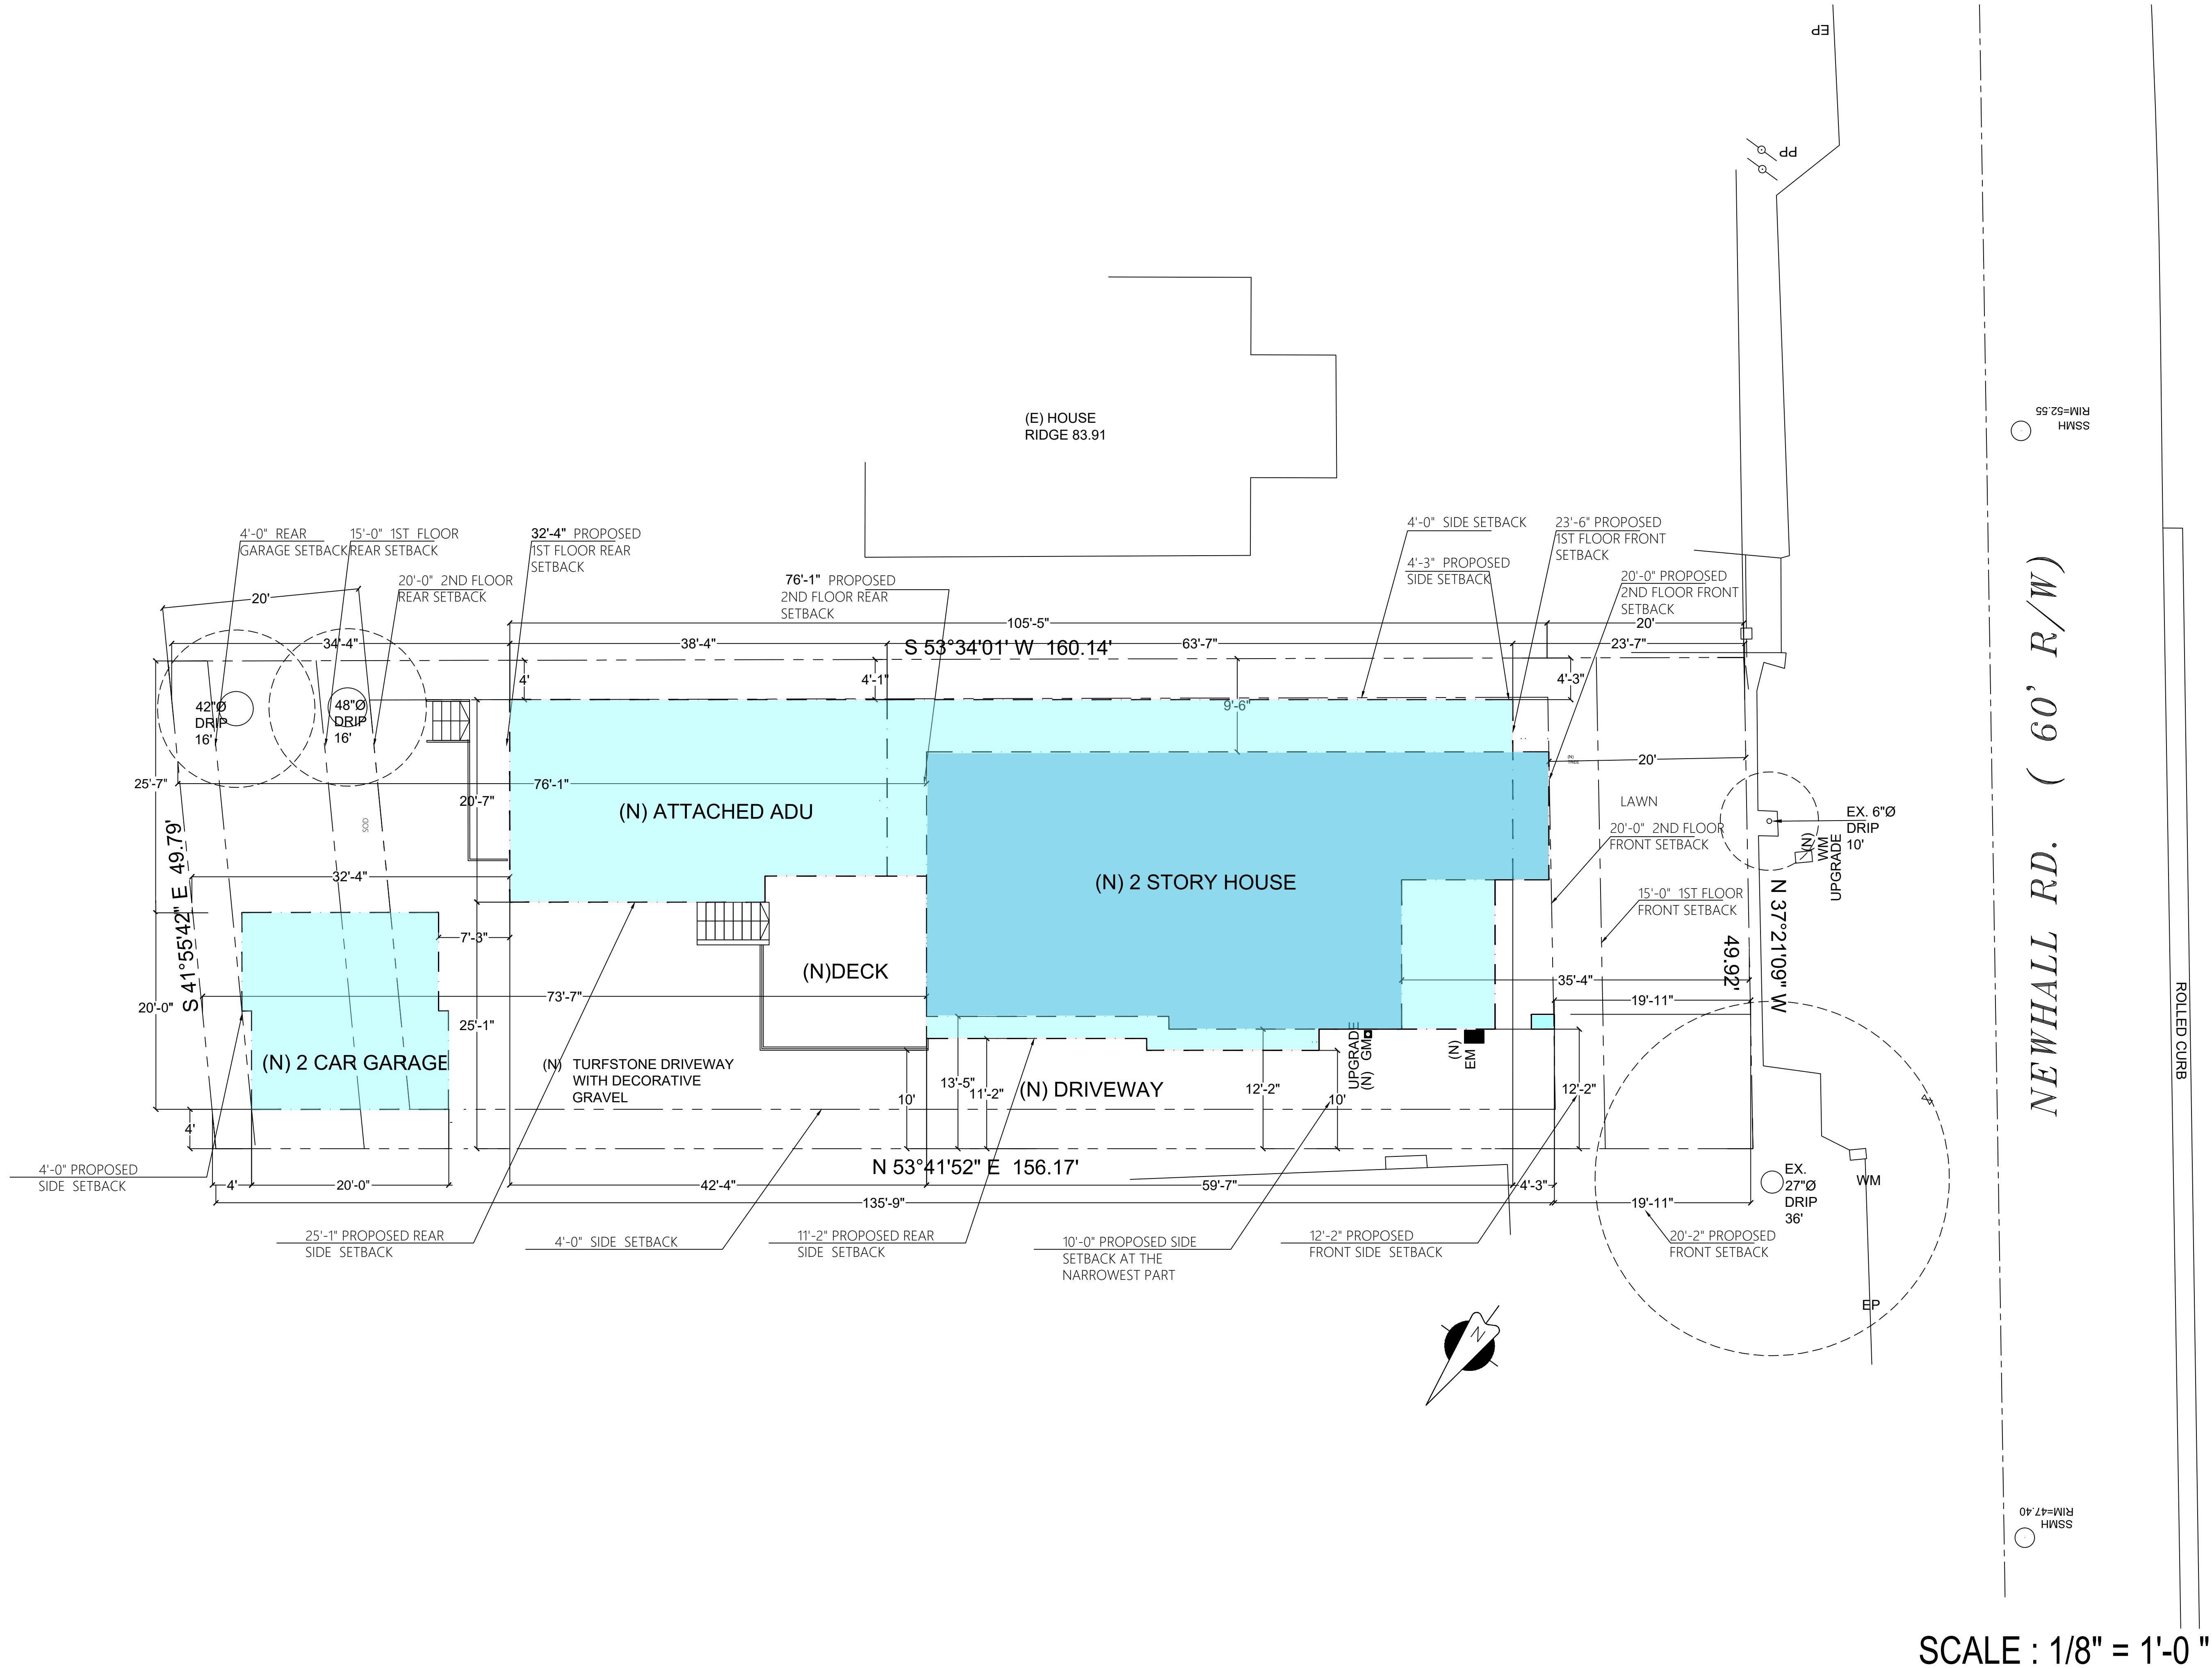 EP
PP
(E) HOUSE
RIDGE 83.91
RIM=52.55
SSMH
4'-0" REAR
GARAGE SETBACK
15'-0" 1ST FLOOR
REAR SETBACK
32'-4" PROPOSED
1ST FLOOR REAR
SETBACK
20'-0" 2ND FLOOR
REAR SETBACK
76'-1" PROPOSED
2ND FLOOR REAR
SETBACK
4'-0" SIDE SETBACK
4'-3" PROPOSED
SIDE SETBACK
23'-6" PROPOSED
1ST FLOOR FRONT
SETBACK
20'-0" PROPOSED
2ND FLOOR FRONT
SETBACK
20'
105'-5"
20'
34'-4"
38'-4"
S 53°34'01' W 160.14'
63'-7"
23'-7"
4'
4'-1"
4'-3"
9'-6"
42"Ø
DRIP
16'
48"Ø
DRIP
16'
25'-7"
76'-1"
20'-7"
(N)
TREE
20'
(N) ATTACHED ADU
LAWN
SOD
20'-0" 2ND FLOOR
FRONT SETBACK
EX. 6"Ø
DRIP
10'
(N)
WM
UPGRADE
S 41°55'42" E 49.79'
32'-4"
(N) 2 STORY HOUSE
15'-0" 1ST FLOOR
FRONT SETBACK
N 37°21'09" W
49.92'
7'-3"
(N)DECK
35'-4"
20'-0"
73'-7"
19'-11"
25'-1"
(N) 2 CAR GARAGE
(N) TURFSTONE DRIVEWAY
WITH DECORATIVE
GRAVEL
13'-5"
11'-2"
10'
(N) DRIVEWAY
12'-2"
10'
UPGRADE
(N) GM
(N)
EM
12'-2"
4'
NEWHALL RD. ( 60' R/W)
ROLLED CURB
4'-0" PROPOSED
SIDE SETBACK
N 53°41'52" E 156.17'
4'
20'-0"
42'-4"
59'-7"
4'-3"
135'-9"
19'-11"
EX.
27"Ø
DRIP
36'
WM
25'-1" PROPOSED REAR
SIDE SETBACK
4'-0" SIDE SETBACK
11'-2" PROPOSED REAR
SIDE SETBACK
10'-0" PROPOSED SIDE
SETBACK AT THE
NARROWEST PART
12'-2" PROPOSED
FRONT SIDE SETBACK
20'-2" PROPOSED
FRONT SETBACK
EP
N
RIM=47.40
SSMH
SCALE : 1/8" = 1'-0 "